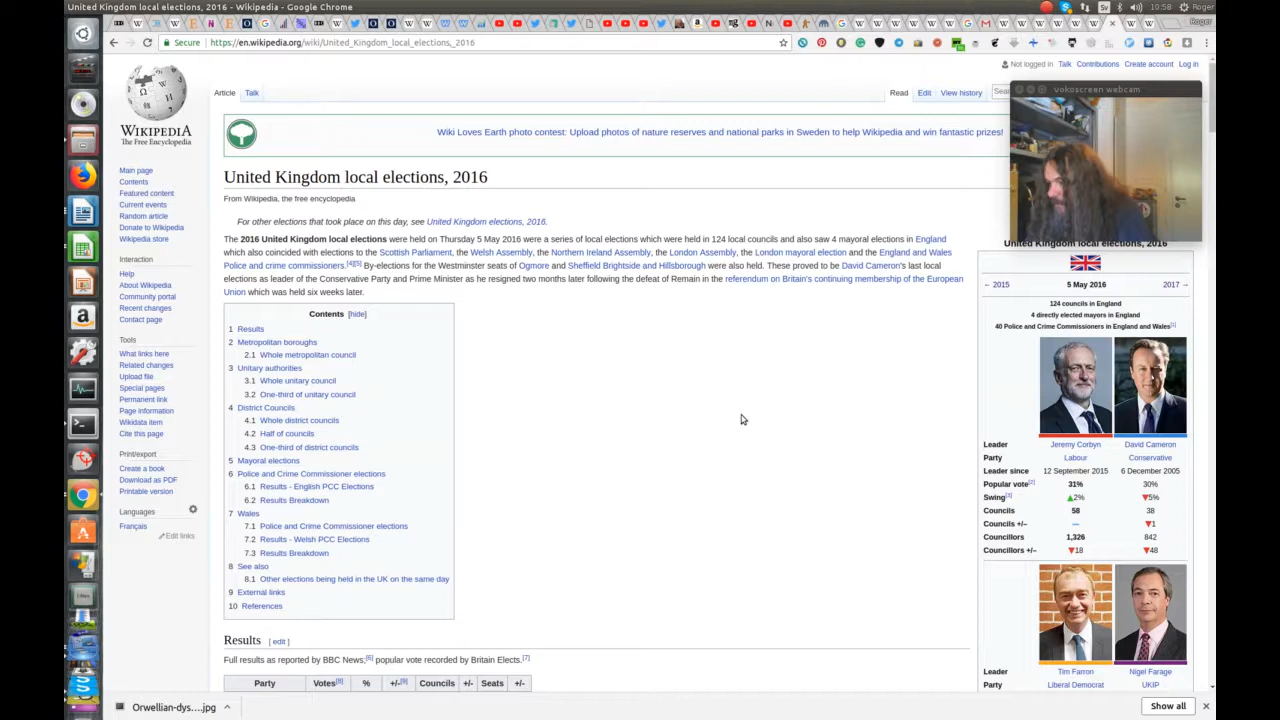 United Kingdom local elections, 2016 - Wikipedia - Google Chrome
Sv
10:58
Roger
Roger
Secure
https://en.wikipedia.org/wiki/United_Kingdom_local_elections_2016
Not logged in Talk Contributions Create account Log in
Article Talk
Read Edit View history
WIKIPEDIA
The Free Encyclopedia
Main page
Contents
Featured content
Current events
Random article
Donate to Wikipedia
Wikipedia store
Interaction
Help
About Wikipedia
Community portal
Recent changes
Contact page
Tools
What links here
Related changes
Upload file
Special pages
Permanent link
Page information
Wikidata item
Cite this page
Print/export
Create a book
Download as PDF
Printable version
Languages
Français
Edit links
vokoscreen webcam
Wiki Loves Earth photo contest: Upload photos of nature reserves and national parks in Sweden to help Wikipedia and win fantastic prizes!
United Kingdom local elections, 2016
From Wikipedia, the free encyclopedia
For other elections that took place on this day, see United Kingdom elections, 2016.
The 2016 United Kingdom local elections were held on Thursday 5 May 2016 were a series of local elections which were held in 124 local councils and also saw 4 mayoral elections in England
which also coincided with elections to the Scottish Parliament, the Welsh Assembly, the Northern Ireland Assembly, the London Assembly, the London mayoral election and the England and Wales
Police and crime commissioners.[4][5] By-elections for the Westminster seats of Ogmore and Sheffield Brightside and Hillsborough were also held. These proved to be David Cameron's last local
elections as leader of the Conservative Party and Prime Minister as he resigned two months later following the defeat of Remain in the referendum on Britain's continuing membership of the European
Union which was held six weeks later.
Contents [hide]
1 Results
2 Metropolitan boroughs
2.1 Whole metropolitan council
3 Unitary authorities
3.1 Whole unitary council
3.2 One-third of unitary council
4 District Councils
4.1 Whole district councils
4.2 Half of councils
4.3 One-third of district councils
5 Mayoral elections
6 Police and Crime Commissioner elections
6.1 Results - English PCC Elections
6.2 Results Breakdown
7 Wales
7.1 Police and Crime Commissioner elections
7.2 Results - Welsh PCC Elections
7.3 Results Breakdown
8 See also
8.1 Other elections being held in the UK on the same day
9 External links
10 References
Results [ edit ]
Full results as reported by BBC News;[6] popular vote recorded by Britain Elects.[7]
Party Votes[8] % +/-[9] Councils +/- Seats +/-
United Kingdom local elections, 2016
← 2015 5 May 2016 2017 →
124 councils in England
4 directly elected mayors in England
40 Police and Crime Commissioners in England and Wales[1]
Leader Jeremy Corbyn David Cameron
Party Labour Conservative
Leader since 12 September 2015 6 December 2005
Popular vote[2] 31% 30%
Swing[3] ▲2% ▼5%
Councils 58 38
Councils +/– — ▼1
Councillors 1,326 842
Councillors +/– ▼18 ▼48
Leader Tim Farron Nigel Farage
Party Liberal Democrat UKIP
Orwellian-dys....jpg
Show all